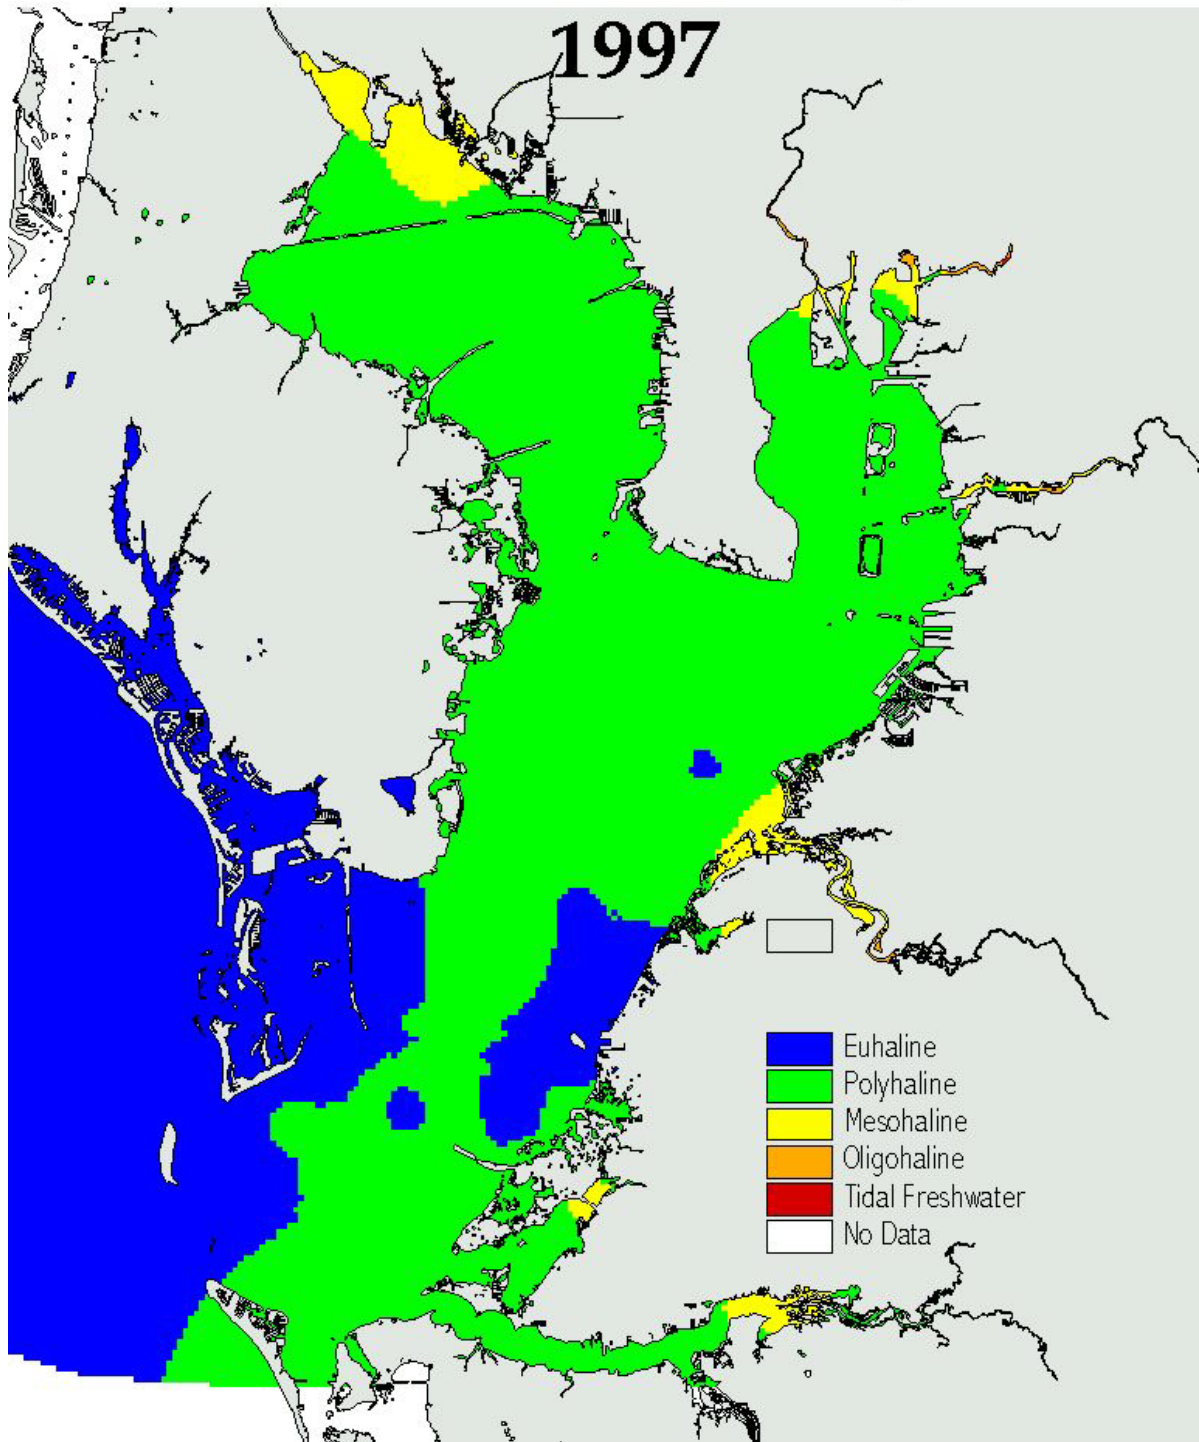 1997
Euhaline
Polyhaline
Mesohaline
Oligohaline
Tidal Freshwater
No Data